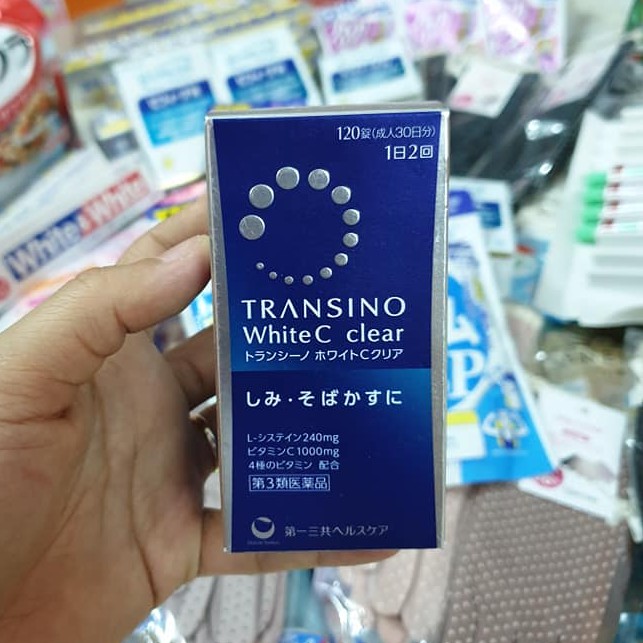 120錠(成人30日分)
1日2回
TRANSINO
White C clear
トランシーノ ホワイトCクリア
しみ・そばかすに
L-システイン240mg
ビタミンC1000mg
4種のビタミン 配合
第3類医薬品
第一三共ヘルスケア
White&White